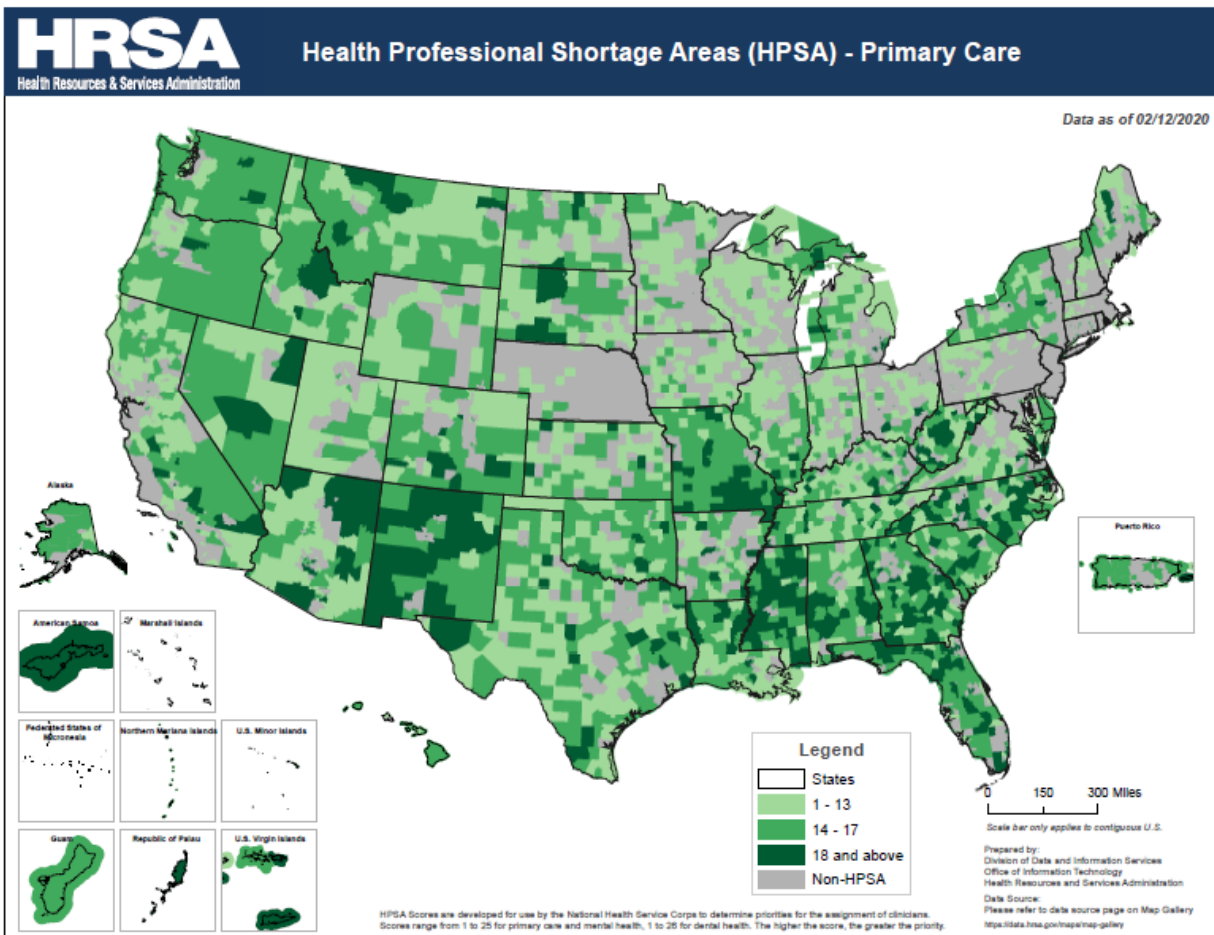 HRSA
Health Resources & Services Administration
Health Professional Shortage Areas (HPSA) - Primary Care
Data as of 02/12/2020
Alaska
Puerto Rico
American Samoa
Marshall Islands
Federated States of
Micronesia
Northern Mariana Islands
U.S. Minor Islands
Guam
Republic of Palau
U.S. Virgin Islands
Legend
States
1 - 13
14 - 17
18 and above
Non-HPSA
0 150 300 Miles
Scale bar only applies to contiguous U.S.
Prepared by:
Division of Data and Information Services
Office of Information Technology
Health Resources and Services Administration
Data Source:
Please refer to data source page on Map Gallery
https://data.hrsa.gov/maps/map-gallery
HPSA Scores are developed for use by the National Health Service Corps to determine priorities for the assignment of clinicians.
Scores range from 1 to 25 for primary care and mental health, 1 to 26 for dental health. The higher the score, the greater the priority.